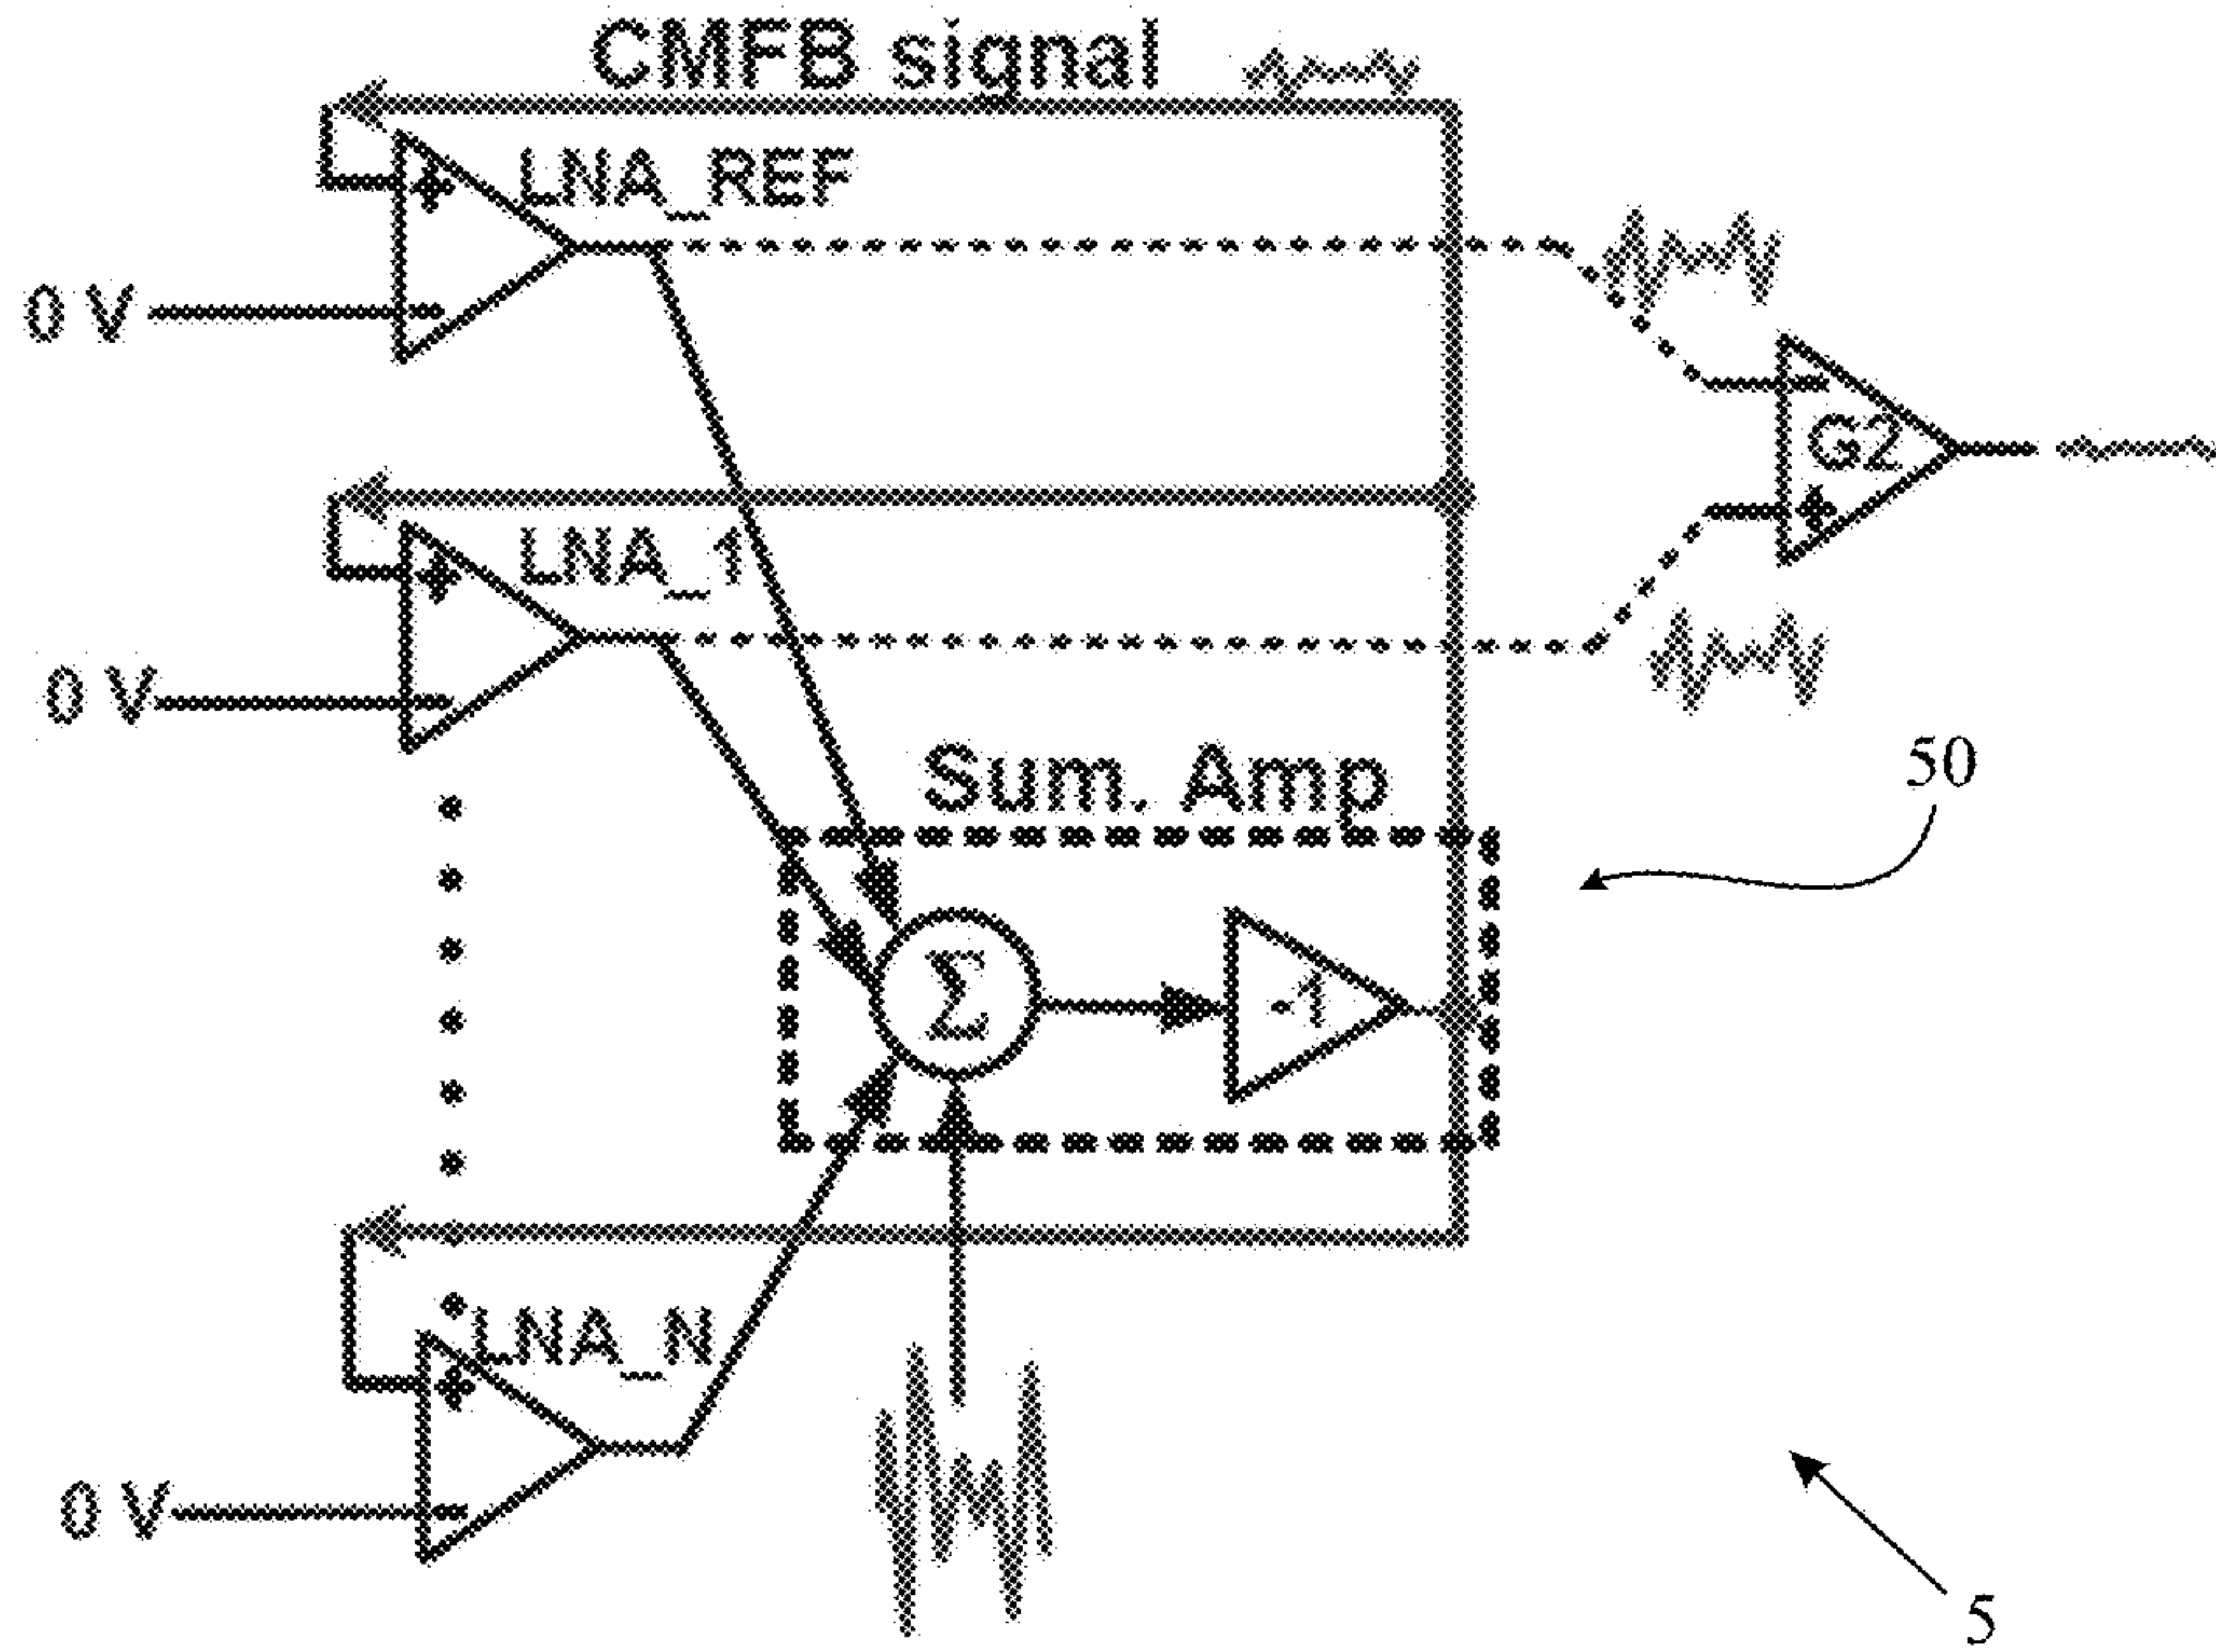 CMFB signal
+ LNA_REF
0 V -
-
G2
+
+ LNA_1
0 V -
Sum. Amp
50
Σ
-1
LNA_N
+
0 V -
5